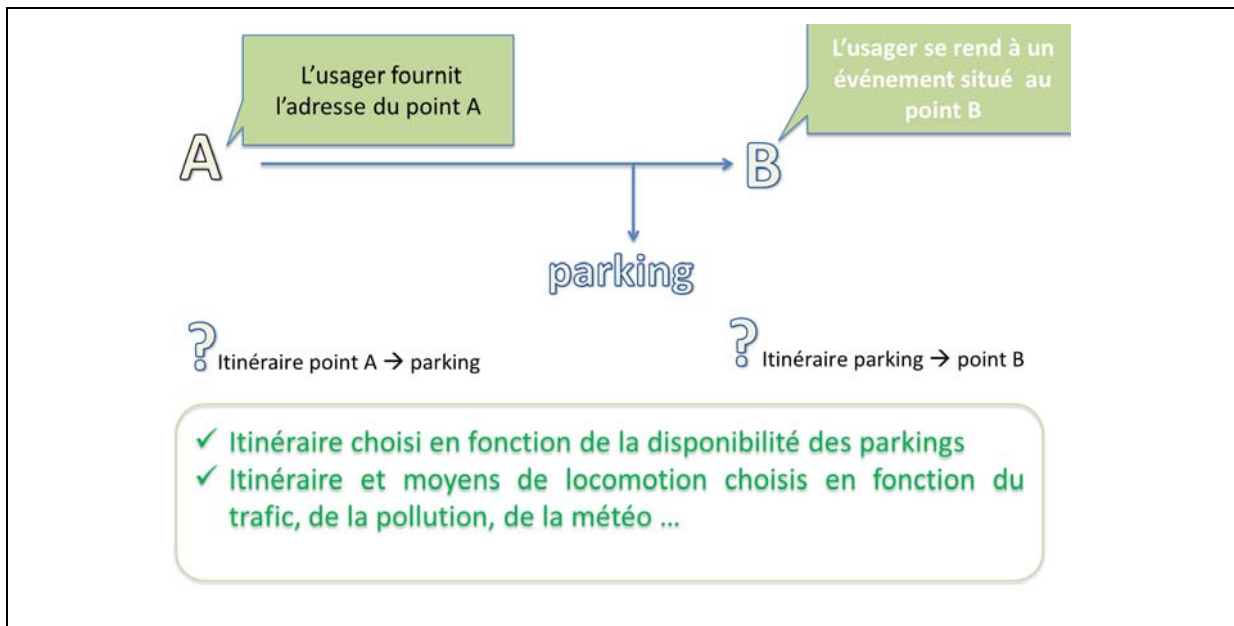 L'usager fournit
l'adresse du point A
L'usager se rend à un
événement situé au
point B
A
B
parking
? Itinéraire point A → parking
? Itinéraire parking → point B
✓ Itinéraire choisi en fonction de la disponibilité des parkings
✓ Itinéraire et moyens de locomotion choisis en fonction du
trafic, de la pollution, de la météo ...